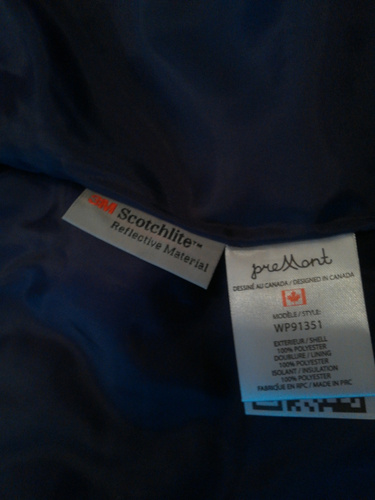 3M Scotchlite™
Reflective Material
preMont
DESSINÉ AU CANADA / DESIGNED IN CANADA
MODÈLE / STYLE:
WP91351
EXTERIEUR / SHELL
100% POLYESTER
DOUBLURE / LINING
100% POLYESTER
ISOLANT / INSULATION
100% POLYESTER
FABRIQUÉ EN RPC / MADE IN PRC